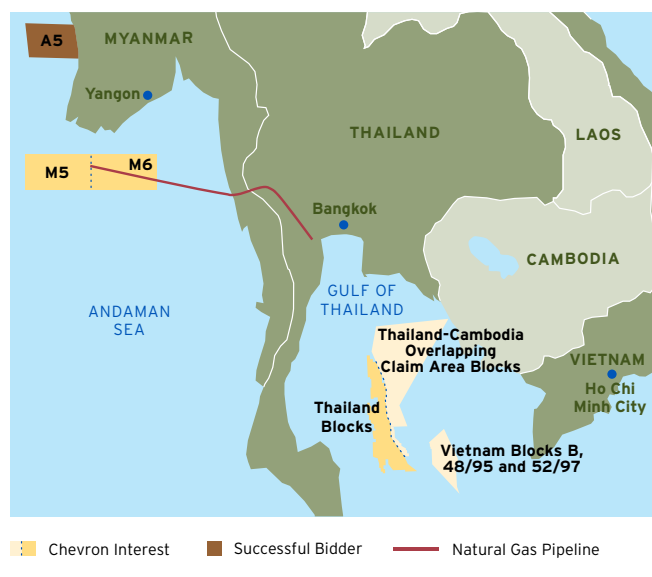 A5
MYANMAR
Yangon
THAILAND
LAOS
M5
M6
Bangkok
CAMBODIA
ANDAMAN
SEA
GULF OF
THAILAND
Thailand-Cambodia
Overlapping
Claim Area Blocks
VIETNAM
Ho Chi
Minh City
Thailand
Blocks
Vietnam Blocks B,
48/95 and 52/97
Chevron Interest
Successful Bidder
Natural Gas Pipeline